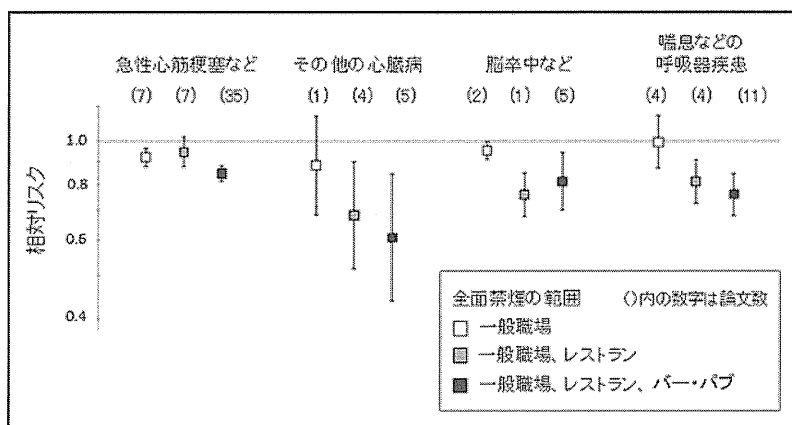 急性心筋梗塞など
その他の心臓病
脳卒中など
喘息などの
呼吸器疾患
(7) (7) (35) (1) (4) (5) (2) (1) (5) (4) (4) (11)
相対リスク
1.0
0.8
0.6
0.4
全面禁煙の範囲 ()内の数字は論文数
一般職場
一般職場、レストラン
一般職場、レストラン、バー・パブ